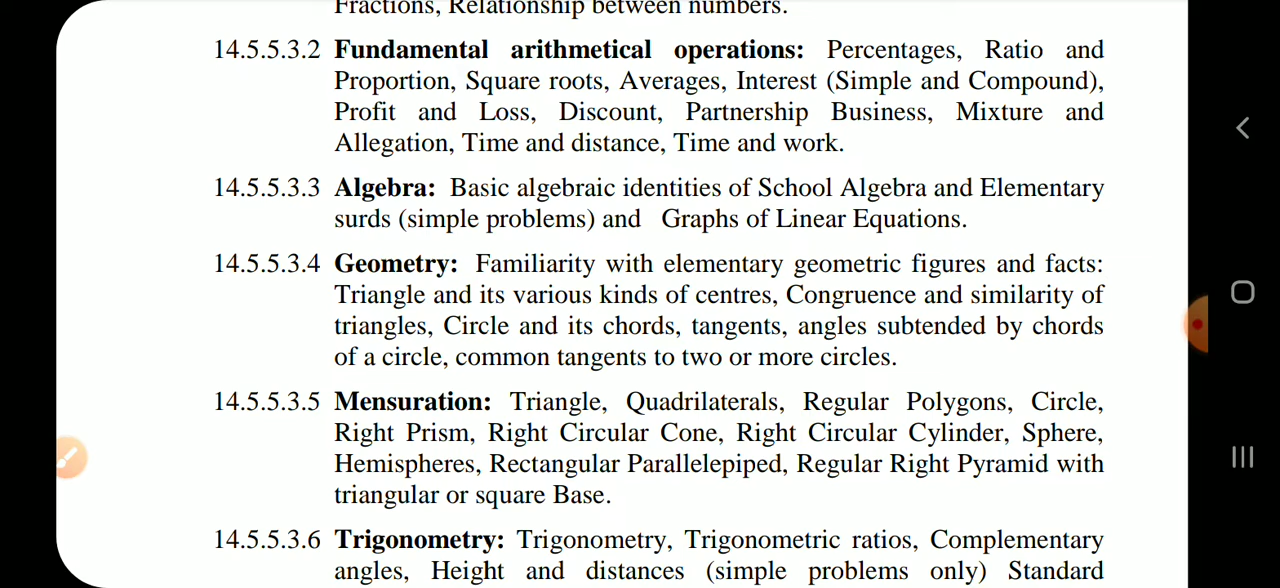 Fractions, Relationship between numbers.
14.5.5.3.2 Fundamental arithmetical operations: Percentages, Ratio and
Proportion, Square roots, Averages, Interest (Simple and Compound),
Profit and Loss, Discount, Partnership Business, Mixture and
Allegation, Time and distance, Time and work.
14.5.5.3.3 Algebra: Basic algebraic identities of School Algebra and Elementary
surds (simple problems) and Graphs of Linear Equations.
14.5.5.3.4 Geometry: Familiarity with elementary geometric figures and facts:
Triangle and its various kinds of centres, Congruence and similarity of
triangles, Circle and its chords, tangents, angles subtended by chords
of a circle, common tangents to two or more circles.
14.5.5.3.5 Mensuration: Triangle, Quadrilaterals, Regular Polygons, Circle,
Right Prism, Right Circular Cone, Right Circular Cylinder, Sphere,
Hemispheres, Rectangular Parallelepiped, Regular Right Pyramid with
triangular or square Base.
14.5.5.3.6 Trigonometry: Trigonometry, Trigonometric ratios, Complementary
angles, Height and distances (simple problems only) Standard